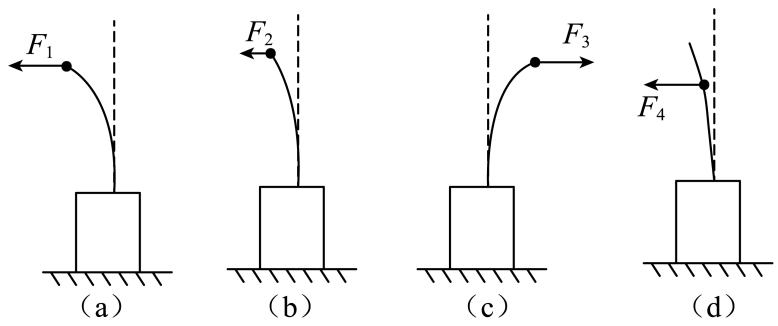 F1 F2 F3 F4
（a） （b） （c） （d）